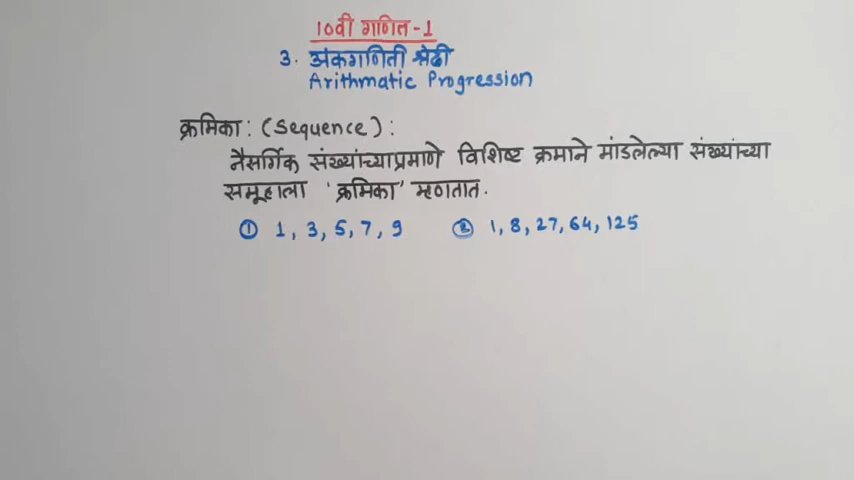 10वी गणित-1
3. अंकगणिती श्रेढी
Arithmatic Progression
क्रमिका: (Sequence):
नैसर्गिक संख्यांच्याप्रमाणे विशिष्ट क्रमाने मांडलेल्या संख्यांच्या
समूहाला 'क्रमिका' म्हणतात.
① 1, 3, 5, 7, 9 ② 1, 8, 27, 64, 125